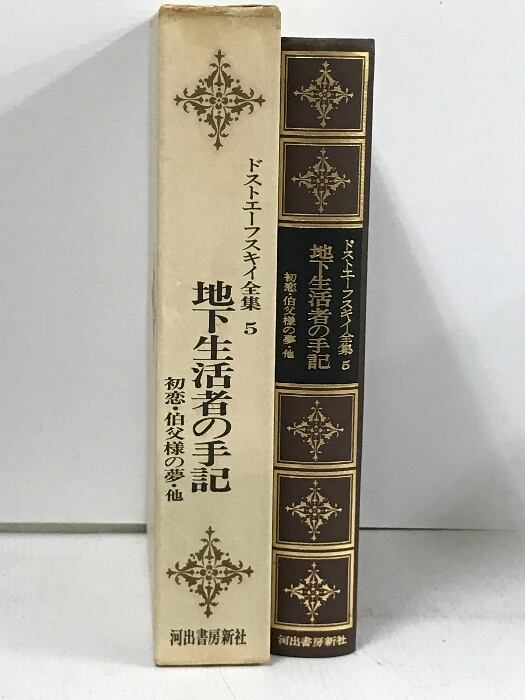 ドストエーフスキイ全集 5
地下生活者の手記
初恋・伯父様の夢・他
河出書房新社
ドストエーフスキイ全集 5
地下生活者の手記
初恋・伯父様の夢・他
河出書房新社